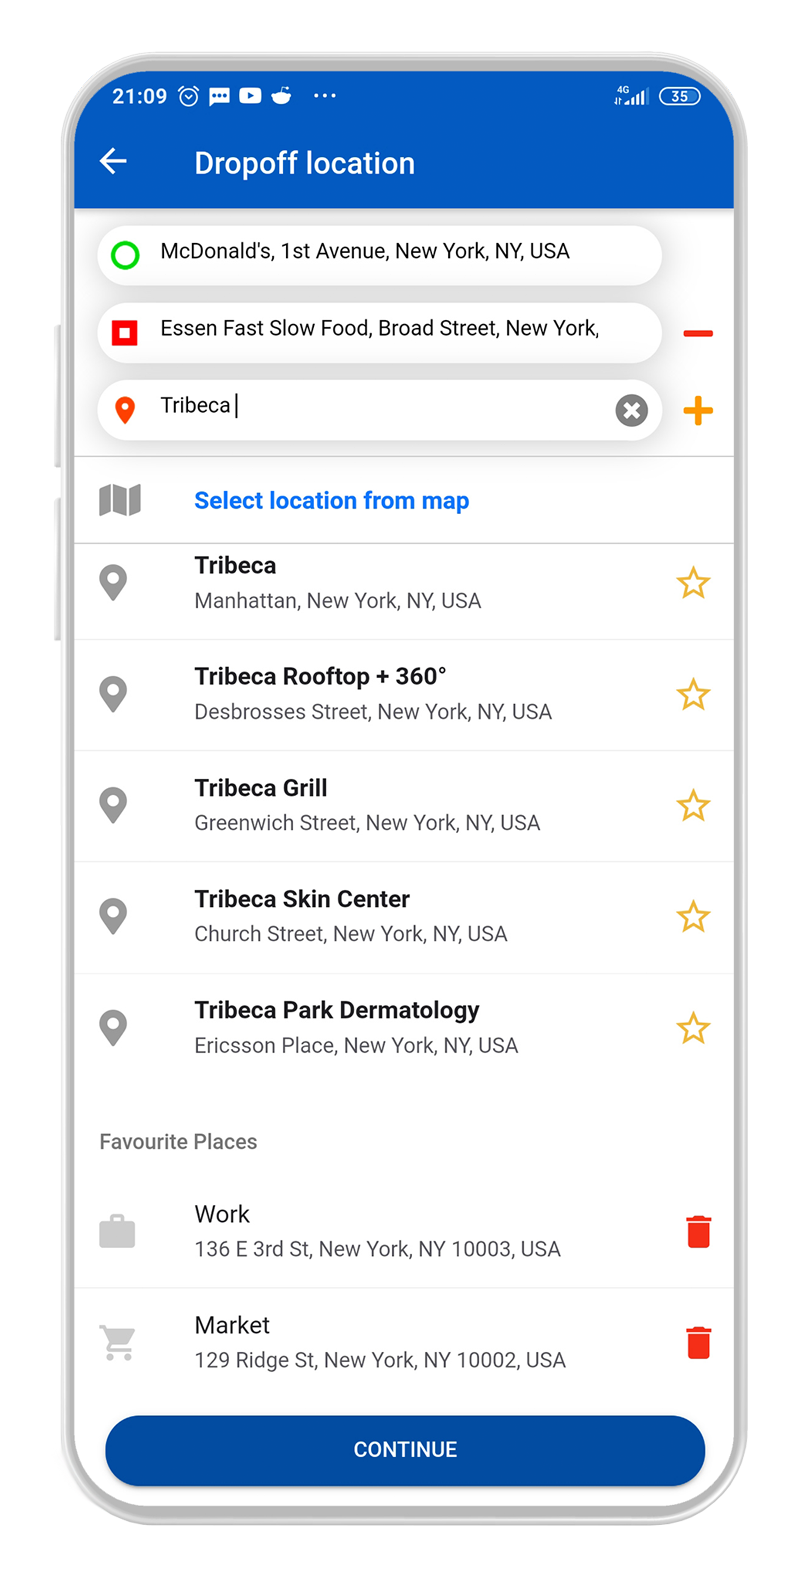 21:09
4G
35
Dropoff location
McDonald's, 1st Avenue, New York, NY, USA
Essen Fast Slow Food, Broad Street, New York,
Tribeca
Select location from map
Tribeca
Manhattan, New York, NY, USA
Tribeca Rooftop + 360°
Desbrosses Street, New York, NY, USA
Tribeca Grill
Greenwich Street, New York, NY, USA
Tribeca Skin Center
Church Street, New York, NY, USA
Tribeca Park Dermatology
Ericsson Place, New York, NY, USA
Favourite Places
Work
136 E 3rd St, New York, NY 10003, USA
Market
129 Ridge St, New York, NY 10002, USA
CONTINUE